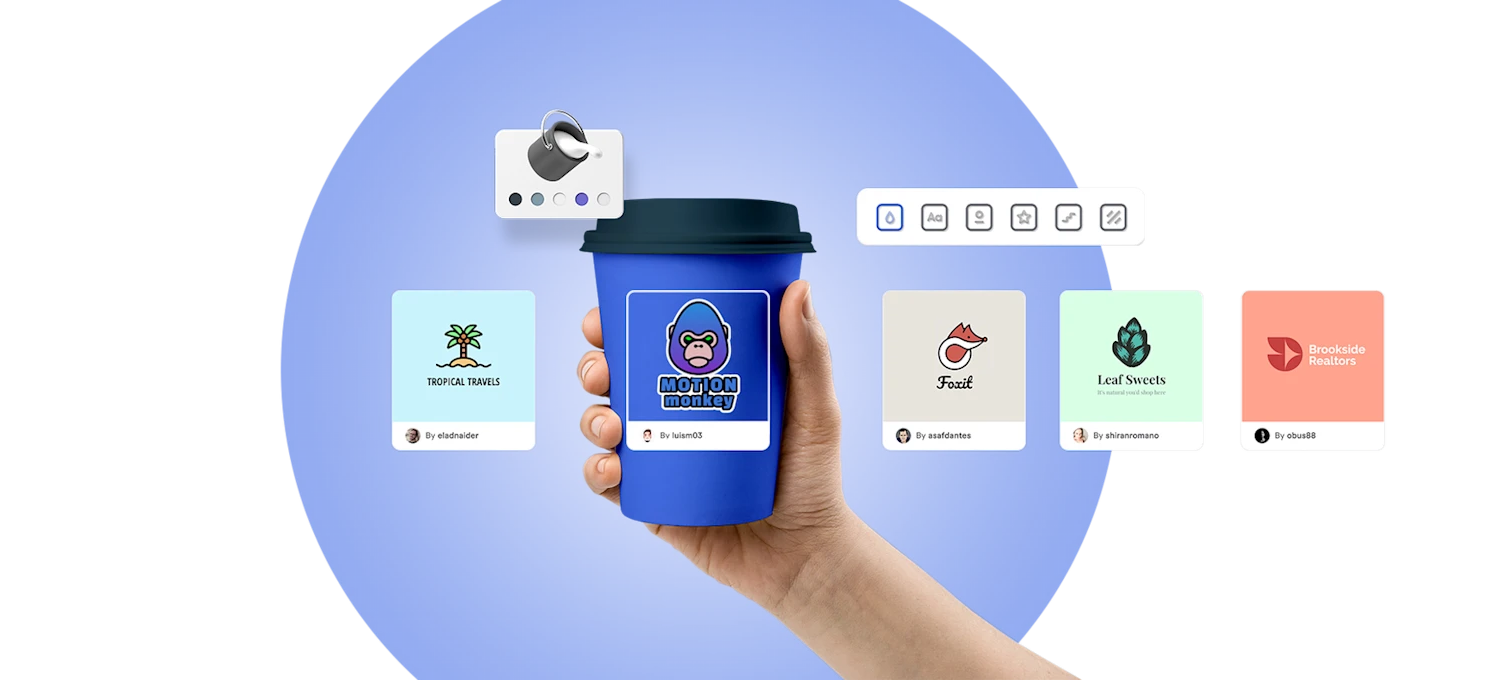 Aa
TROPICAL TRAVELS
By eladnaider
MOTION
monkey
By luism03
Foxit
By asafdantes
Leaf Sweets
It's natural you'd shop here
By shiranromano
Brookside
Realtors
By obus88